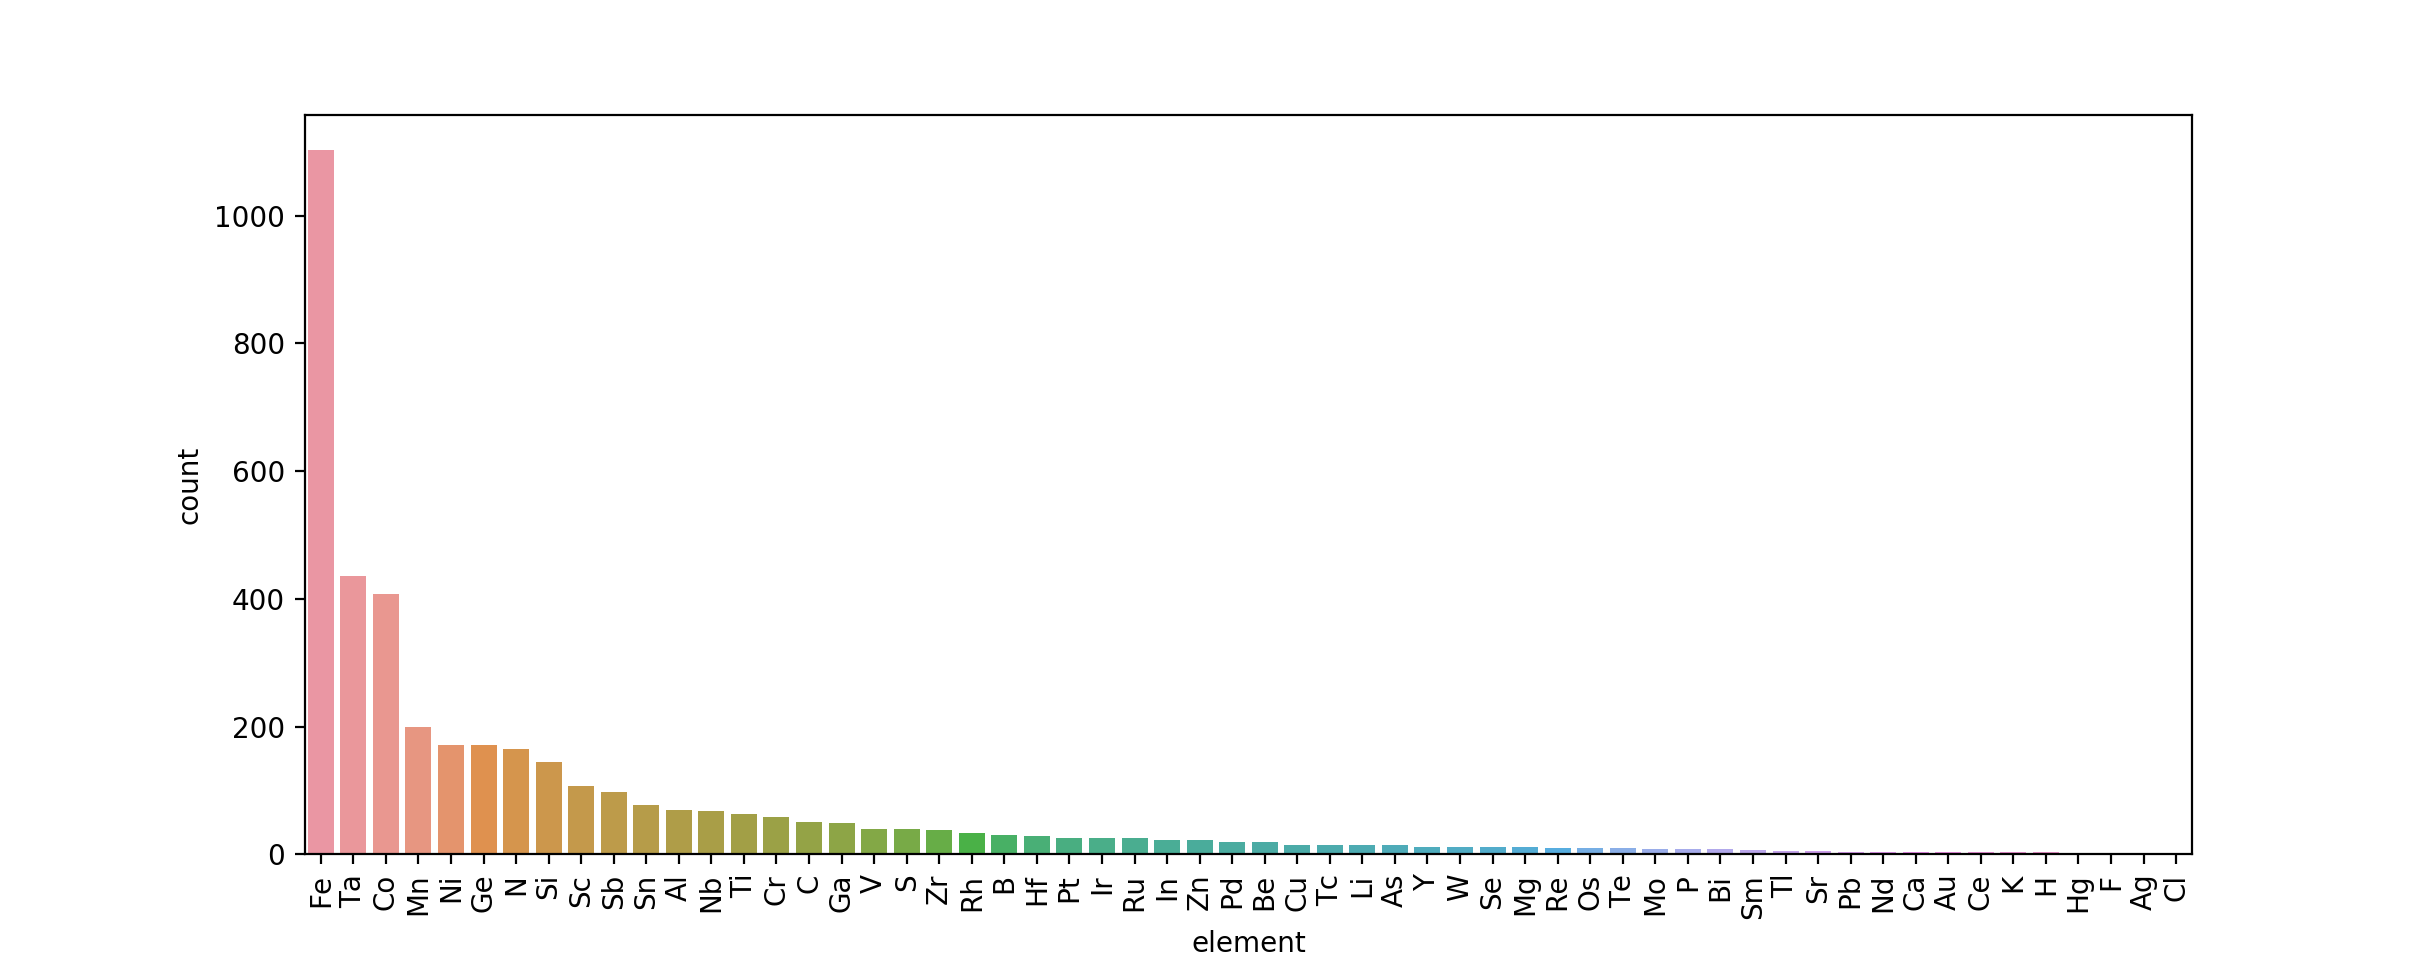 1000
800
600
400
200
0
count
Fe Ta Co Mn Ni Ge N Si Sc Sb Sn Al Nb Ti Cr C Ga V S Zr Rh B Hf Pt Ir Ru In Zn Pd Be Cu Tc Li As Y W Se Mg Re Os Te Mo P Bi Sm Tl Sr Pb Nd Ca Au Ce K H Hg F Ag Cl
element